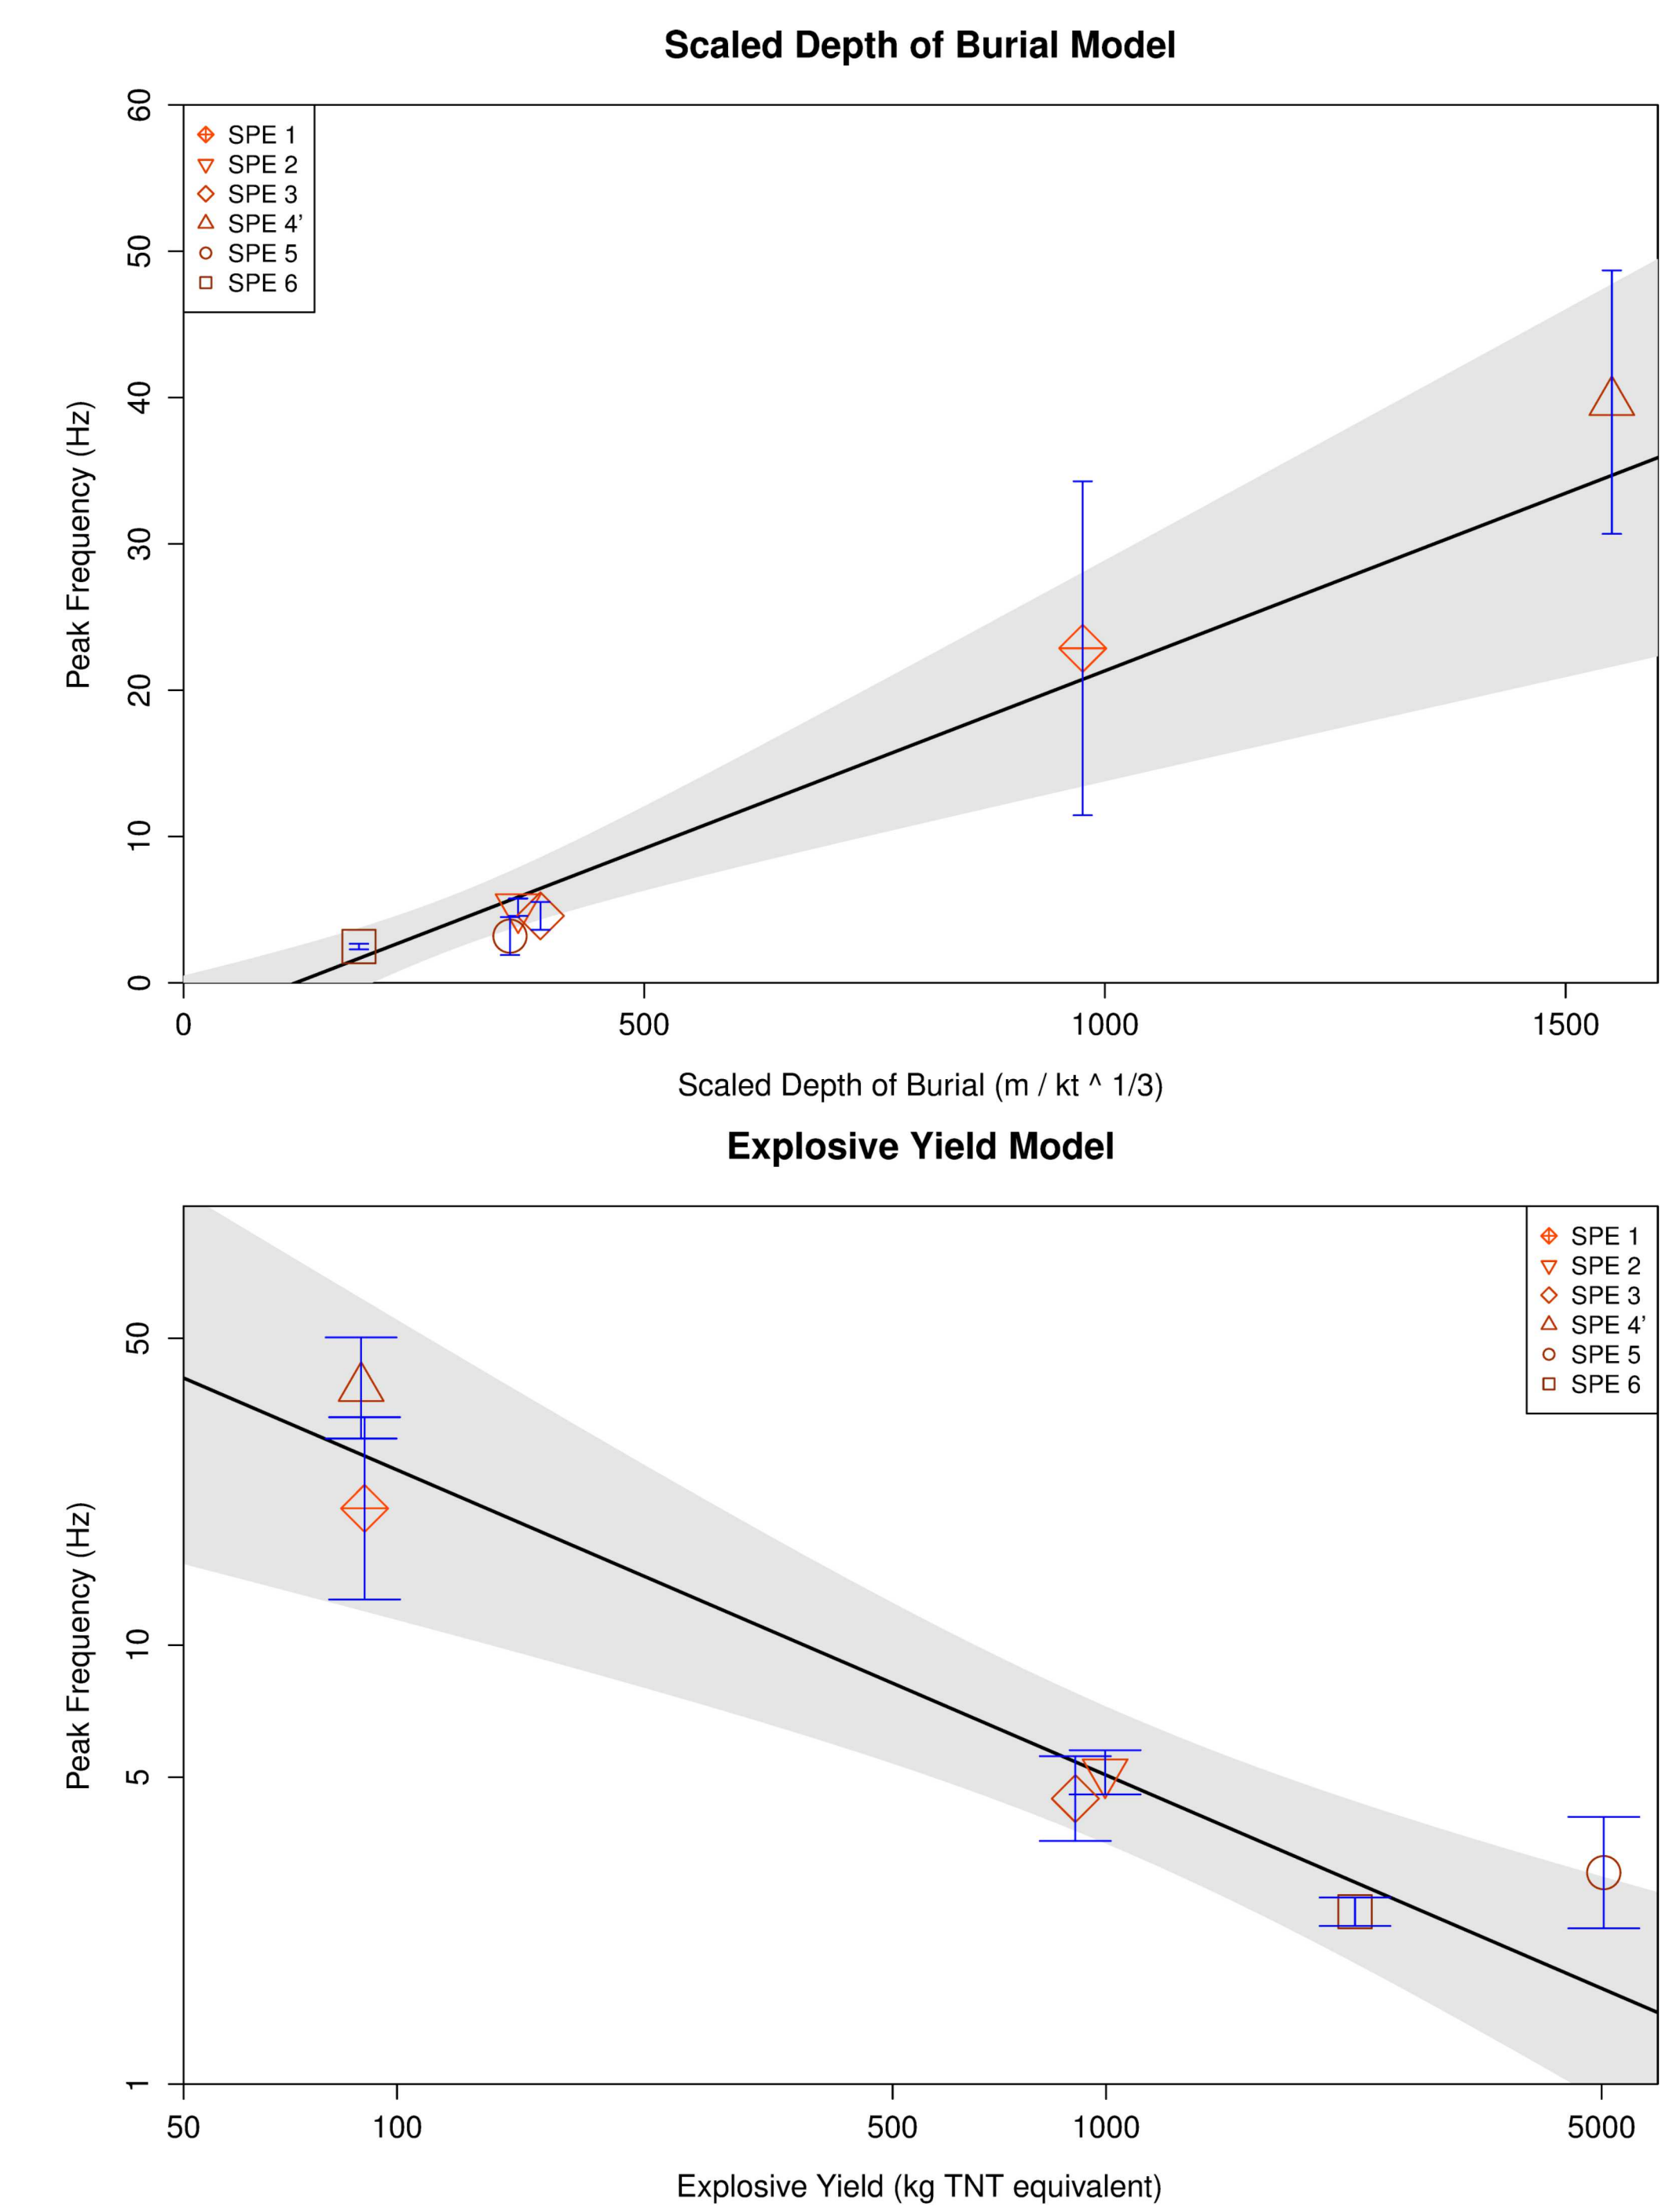 Scaled Depth of Burial Model
60
50
40
30
20
10
0
Peak Frequency (Hz)
SPE 1
SPE 2
SPE 3
SPE 4'
SPE 5
SPE 6
0 500 1000 1500
Scaled Depth of Burial (m / kt ^ 1/3)
Explosive Yield Model
50
10
5
1
Peak Frequency (Hz)
SPE 1
SPE 2
SPE 3
SPE 4'
SPE 5
SPE 6
50 100 500 1000 5000
Explosive Yield (kg TNT equivalent)